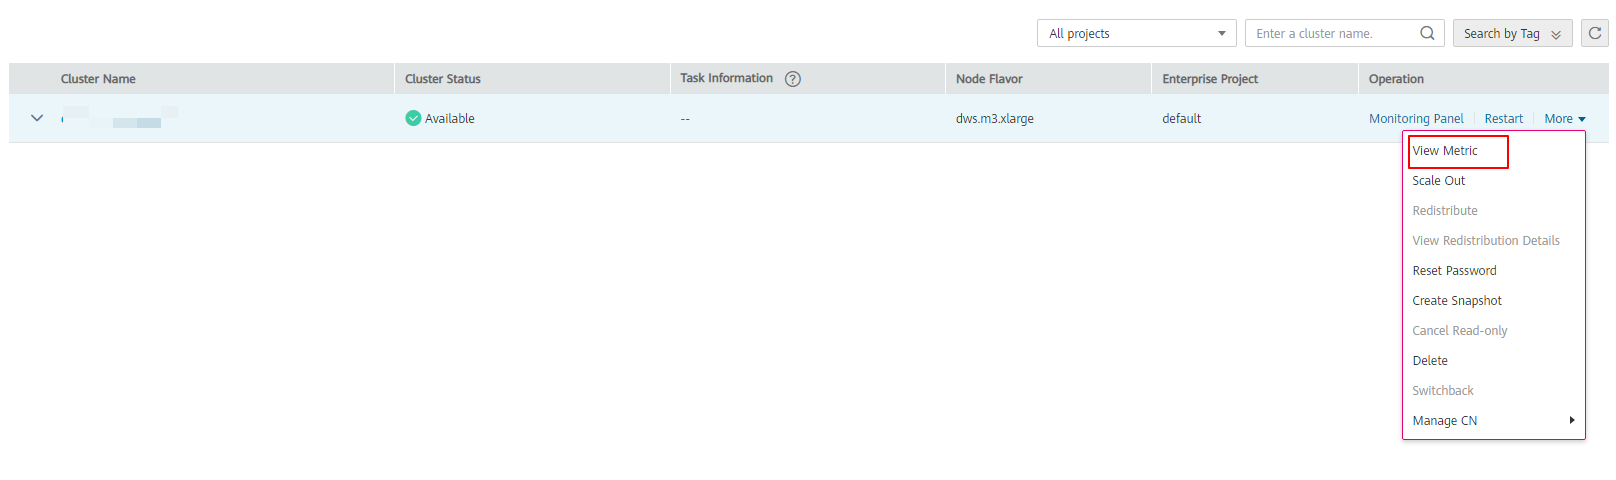 All projects Enter a cluster name. Search by Tag
Cluster Name Cluster Status Task Information ? Node Flavor Enterprise Project Operation
Available -- dws.m3.xlarge default Monitoring Panel Restart More
View Metric
Scale Out
Redistribute
View Redistribution Details
Reset Password
Create Snapshot
Cancel Read-only
Delete
Switchback
Manage CN